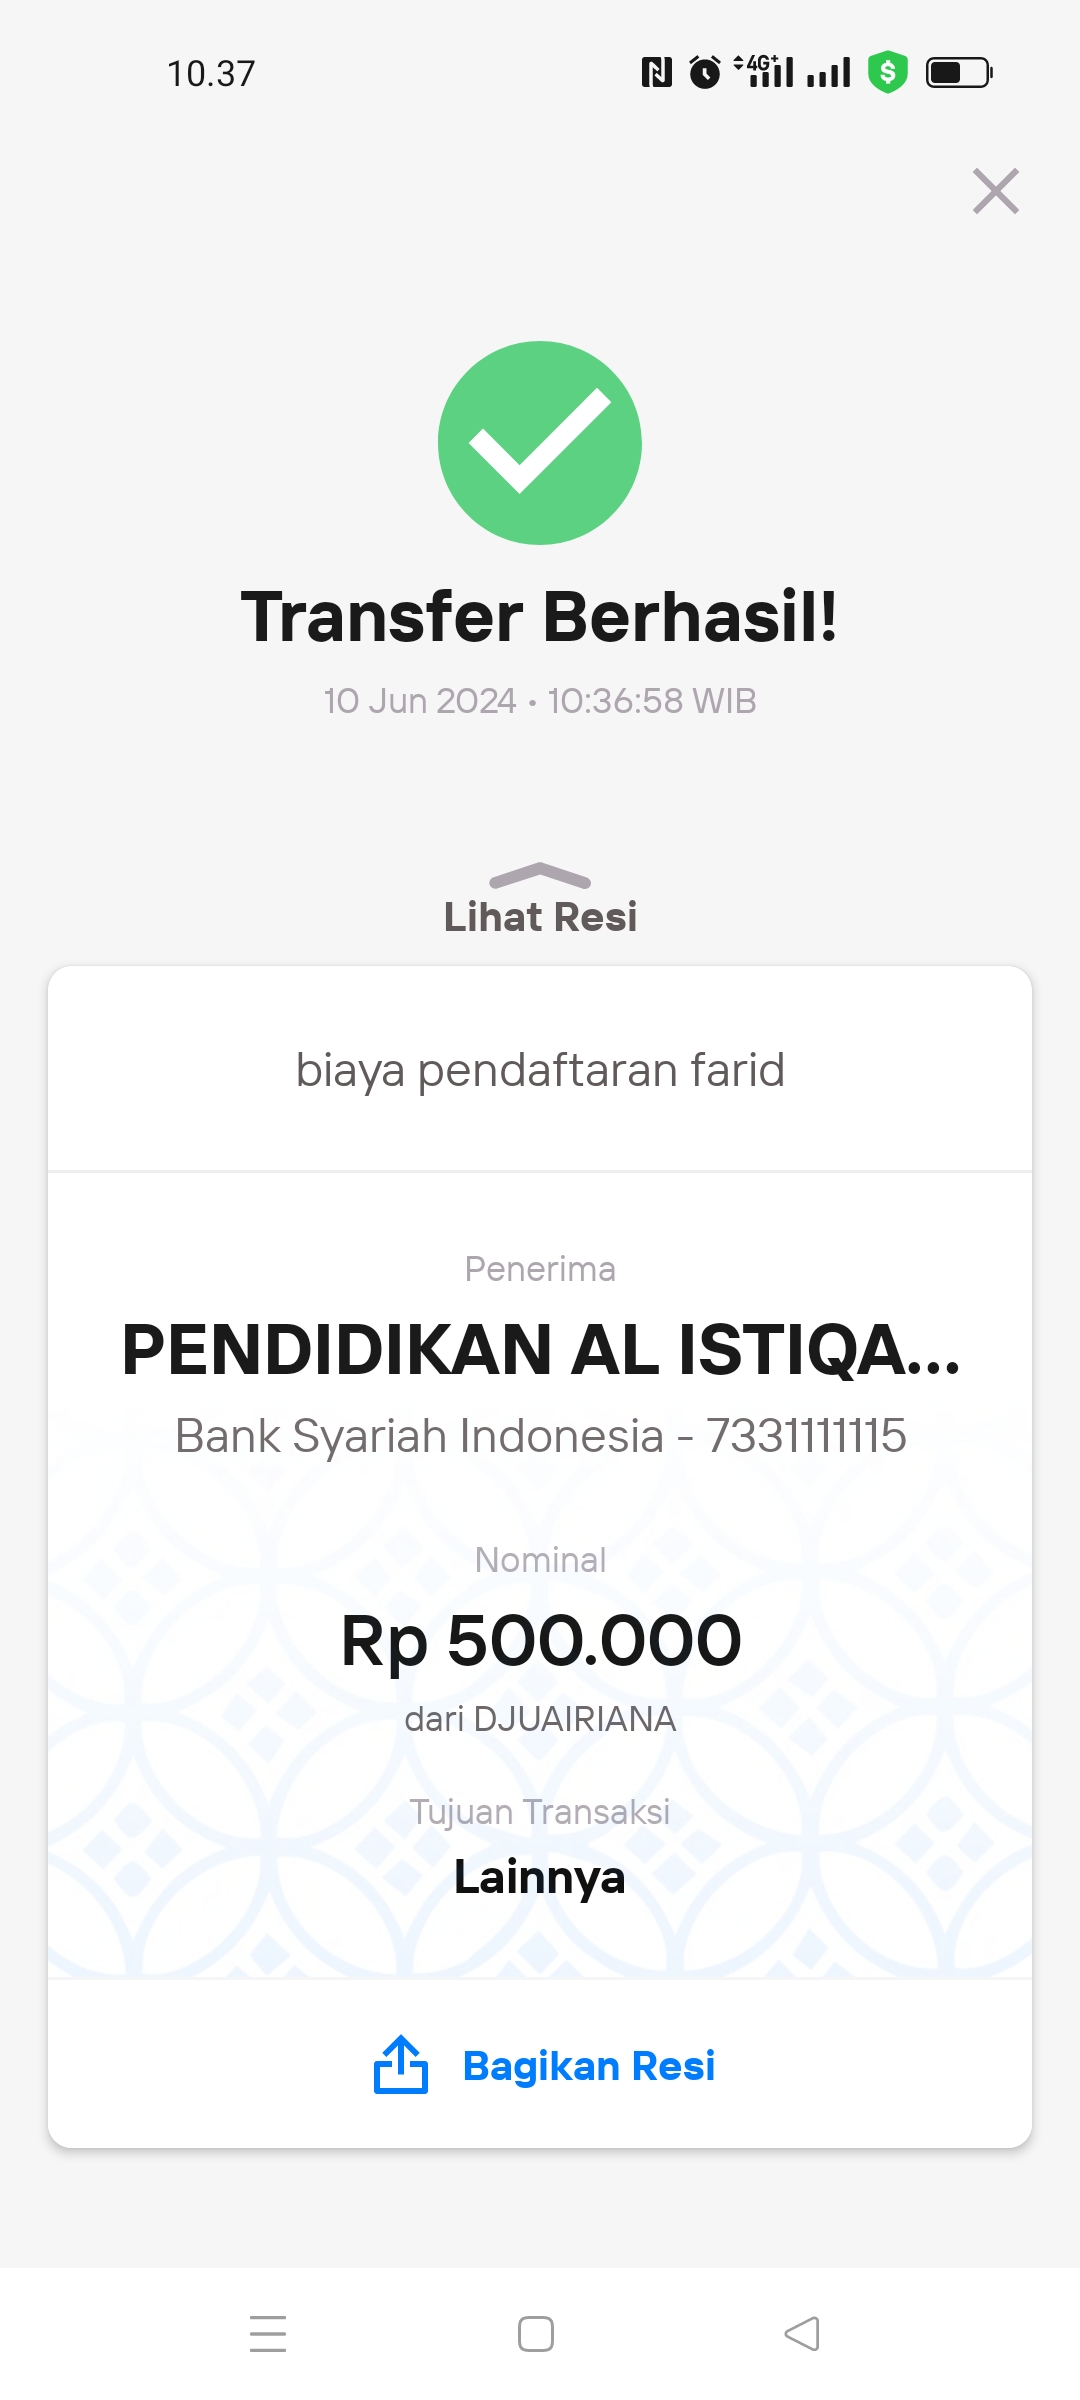 10.37
4G+
Transfer Berhasil!
10 Jun 2024 • 10:36:58 WIB
Lihat Resi
biaya pendaftaran farid
Penerima
PENDIDIKAN AL ISTIQA...
Bank Syariah Indonesia - 7331111115
Nominal
Rp 500.000
dari DJUAIRIANA
Tujuan Transaksi
Lainnya
Bagikan Resi